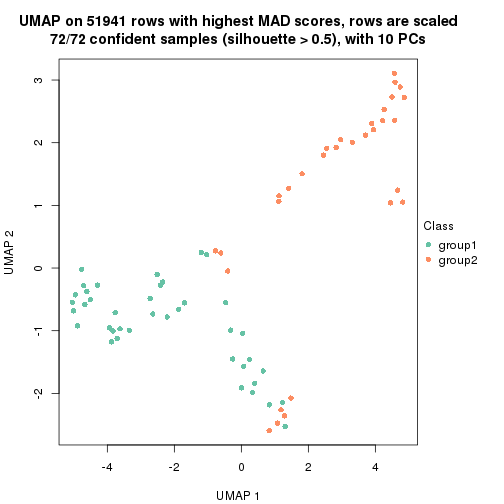 UMAP on 51941 rows with highest MAD scores, rows are scaled
72/72 confident samples (silhouette > 0.5), with 10 PCs
3
2
1
0
-1
-2
UMAP 2
-4
-2
0
2
4
UMAP 1
Class
group1
group2